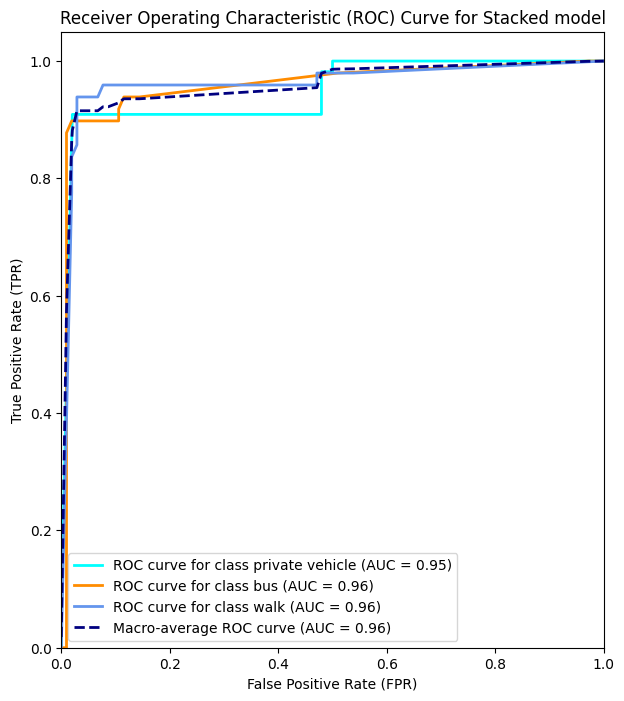 Receiver Operating Characteristic (ROC) Curve for Stacked model
1.0
0.8
0.6
0.4
0.2
0.0
True Positive Rate (TPR)
ROC curve for class private vehicle (AUC = 0.95)
ROC curve for class bus (AUC = 0.96)
ROC curve for class walk (AUC = 0.96)
Macro-average ROC curve (AUC = 0.96)
0.0 0.2 0.4 0.6 0.8 1.0
False Positive Rate (FPR)